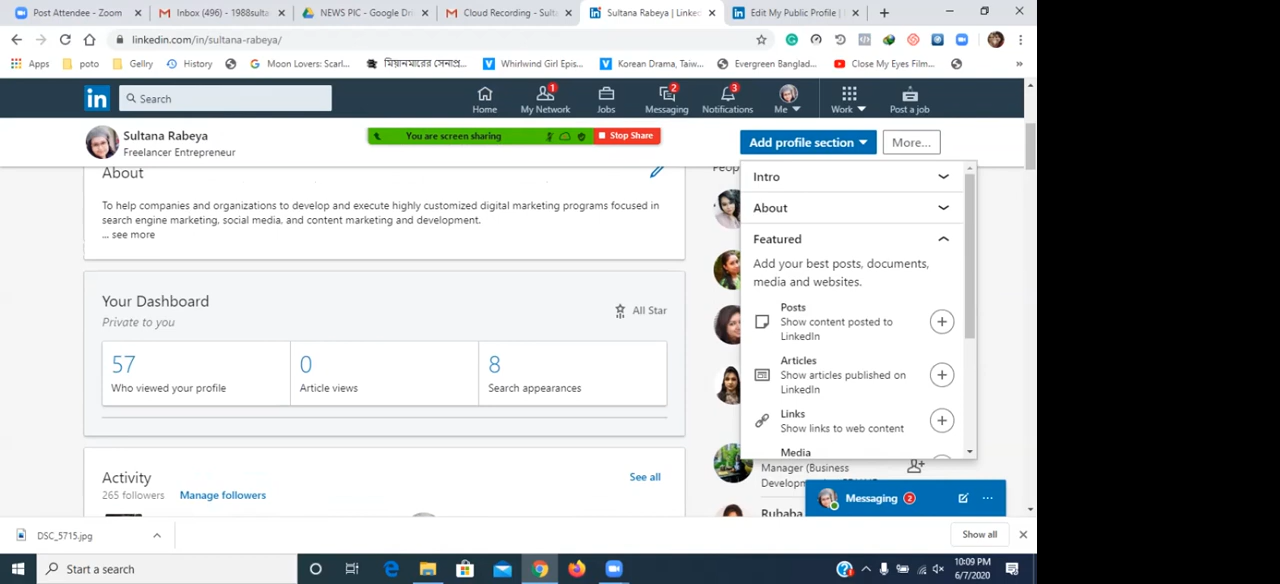 Post Attendee - Zoom
Inbox (496) - 1988sulta
NEWS PIC - Google Dri
Cloud Recording - Sult
Sultana Rabeya | Linke
Edit My Public Profile |
linkedin.com/in/sultana-rabeya/
Apps
poto
Gellry
History
Moon Lovers: Scarl...
মিয়ানমারের সেনাপ্র...
Whirlwind Girl Epis...
Korean Drama, Taiw...
Evergreen Banglad...
Close My Eyes Film...
»
in
Search
Home
1
My Network
Jobs
2
Messaging
3
Notifications
Me
Work
Post a job
Sultana Rabeya
Freelancer Entrepreneur
You are screen sharing
Stop Share
Add profile section
More...
About
To help companies and organizations to develop and execute highly customized digital marketing programs focused in
search engine marketing, social media, and content marketing and development.
... see more
Your Dashboard
Private to you
All Star
57
Who viewed your profile
0
Article views
8
Search appearances
Activity
265 followers
Manage followers
See all
Intro
About
Featured
Add your best posts, documents,
media and websites.
Posts
Show content posted to
LinkedIn
Articles
Show articles published on
LinkedIn
Links
Show links to web content
Media
Manager (Business
Messaging
2
DSC_5715.jpg
Show all
Start a search
10:09 PM
6/7/2020